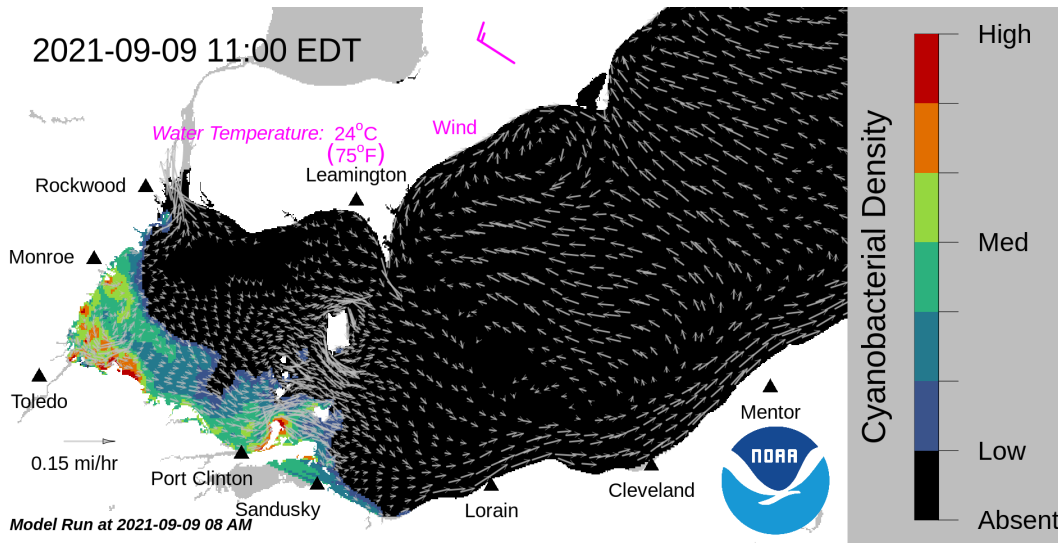 2021-09-09 11:00 EDT
Water Temperature: 24°C
(75°F)
Wind
Rockwood
Leamington
Monroe
Toledo
0.15 mi/hr
Port Clinton
Sandusky
Lorain
Cleveland
Mentor
NOAA
Model Run at 2021-09-09 08 AM
Cyanobacterial Density
High
Med
Low
Absent